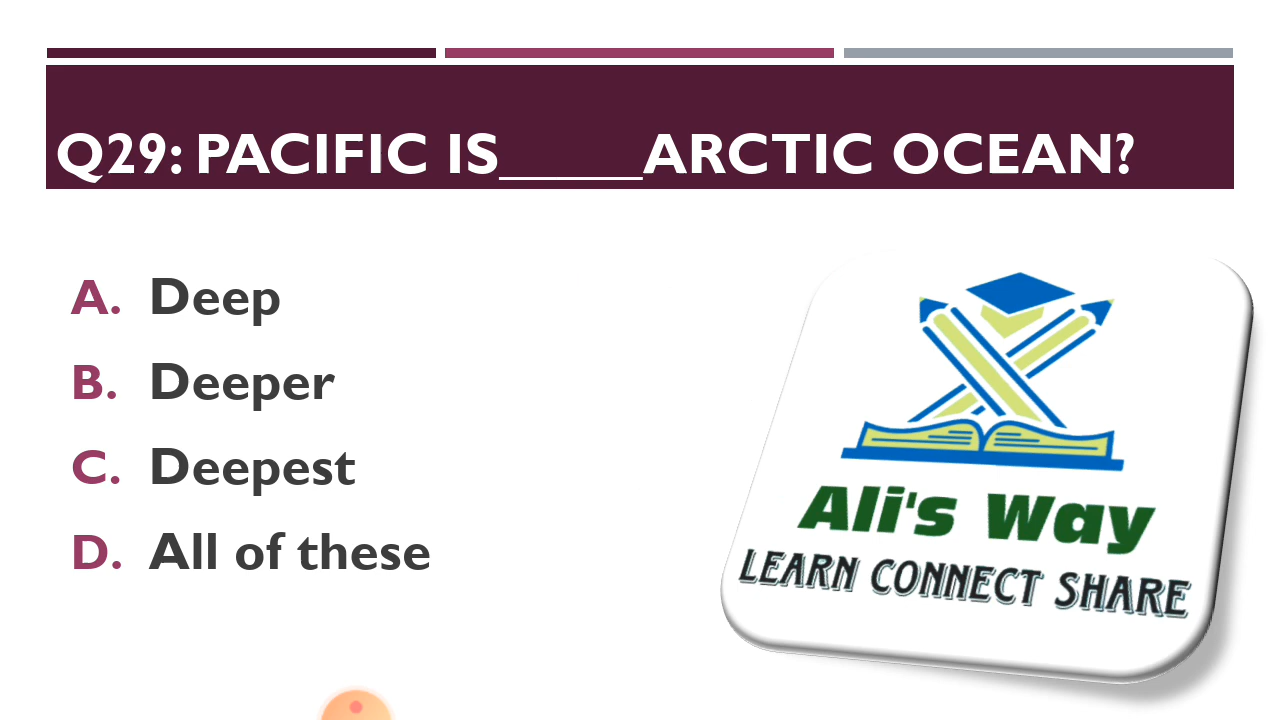 Q29: PACIFIC IS_____ARCTIC OCEAN?
A. Deep
B. Deeper
C. Deepest
D. All of these
Ali's Way
LEARN CONNECT SHARE